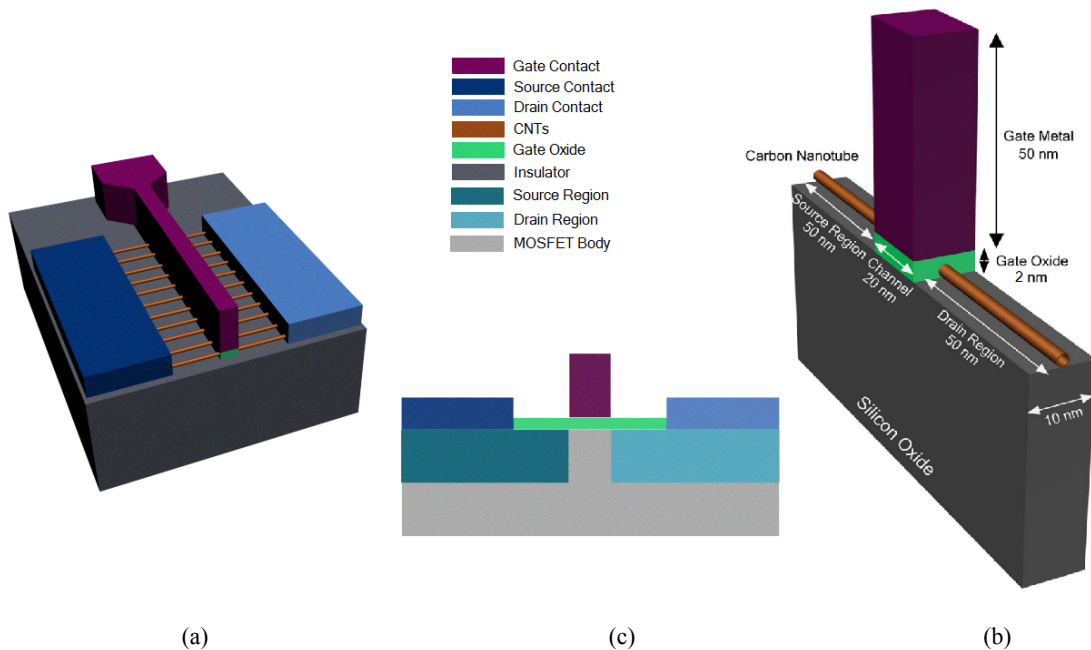 Gate Contact
Source Contact
Drain Contact
CNTs
Gate Oxide
Insulator
Source Region
Drain Region
MOSFET Body
Gate Metal
50 nm
Carbon Nanotube
Source Region
50 nm
Channel
20 nm
Gate Oxide
2 nm
Drain Region
50 nm
10 nm
Silicon Oxide
(a)
(c)
(b)